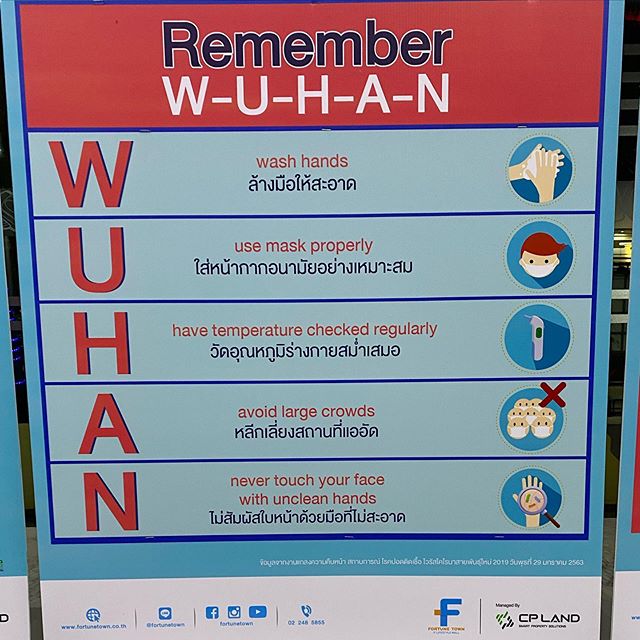 Remember
W-U-H-A-N
W
wash hands
ล้างมือให้สะอาด
U
use mask properly
ใส่หน้ากากอนามัยอย่างเหมาะสม
H
have temperature checked regularly
วัดอุณหภูมิร่างกายสม่ำเสมอ
A
avoid large crowds
หลีกเลี่ยงสถานที่แออัด
N
never touch your face
with unclean hands
ไม่สัมผัสใบหน้าด้วยมือที่ไม่สะอาด
ข้อมูลจากงานแถลงความคืบหน้า สถานการณ์ โรคปอดติดเชื้อ ไวรัสโคโรนาสายพันธุ์ใหม่ 2019 วันพุธที่ 29 มกราคม 2563
www.fortunetown.co.th
@fortunetown
fortunetown
02 248 5855
FORTUNE TOWN
Managed By
CP LAND
SMART PROPERTY SOLUTIONS